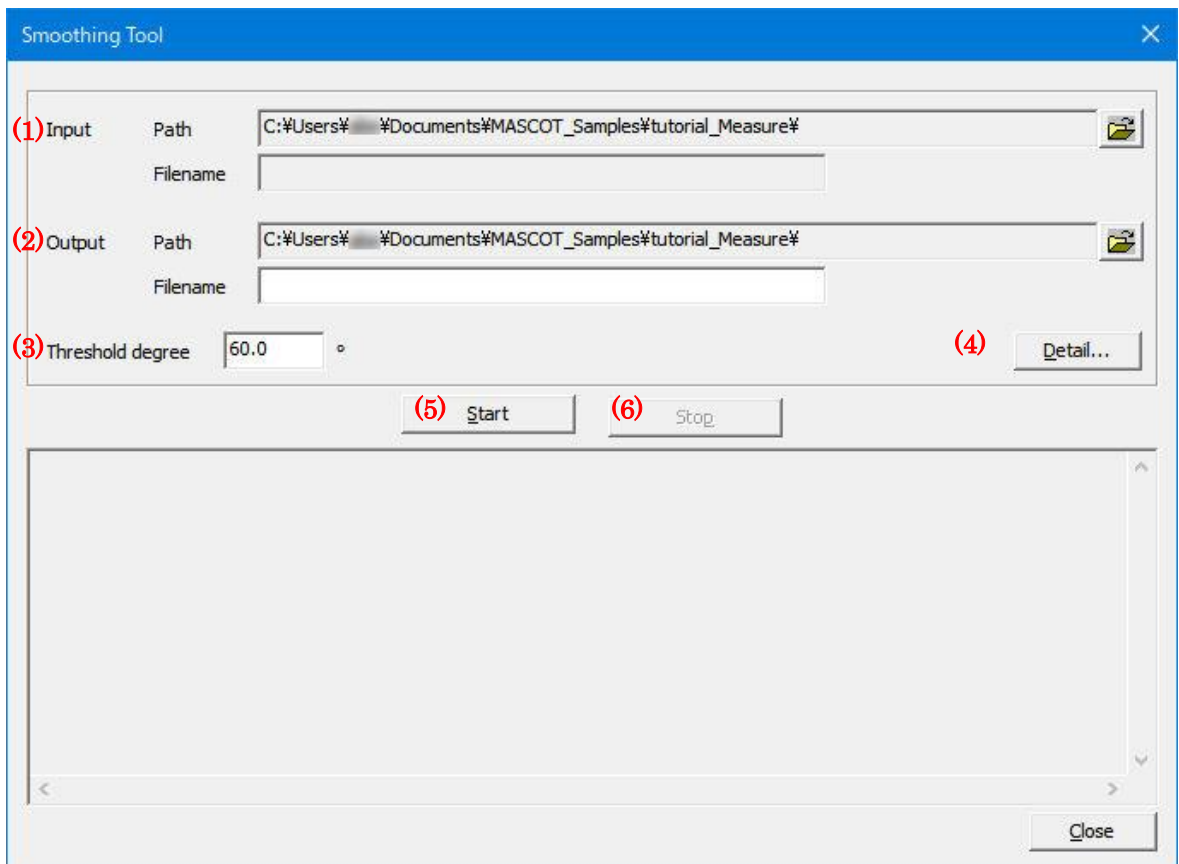 Smoothing Tool
(1) Input Path C:¥Users¥ ¥Documents¥MASCOT_Samples¥tutorial_Measure¥
Filename
(2) Output Path C:¥Users¥ ¥Documents¥MASCOT_Samples¥tutorial_Measure¥
Filename
(3) Threshold degree 60.0 ° (4) Detail...
(5) Start (6) Stop
Close